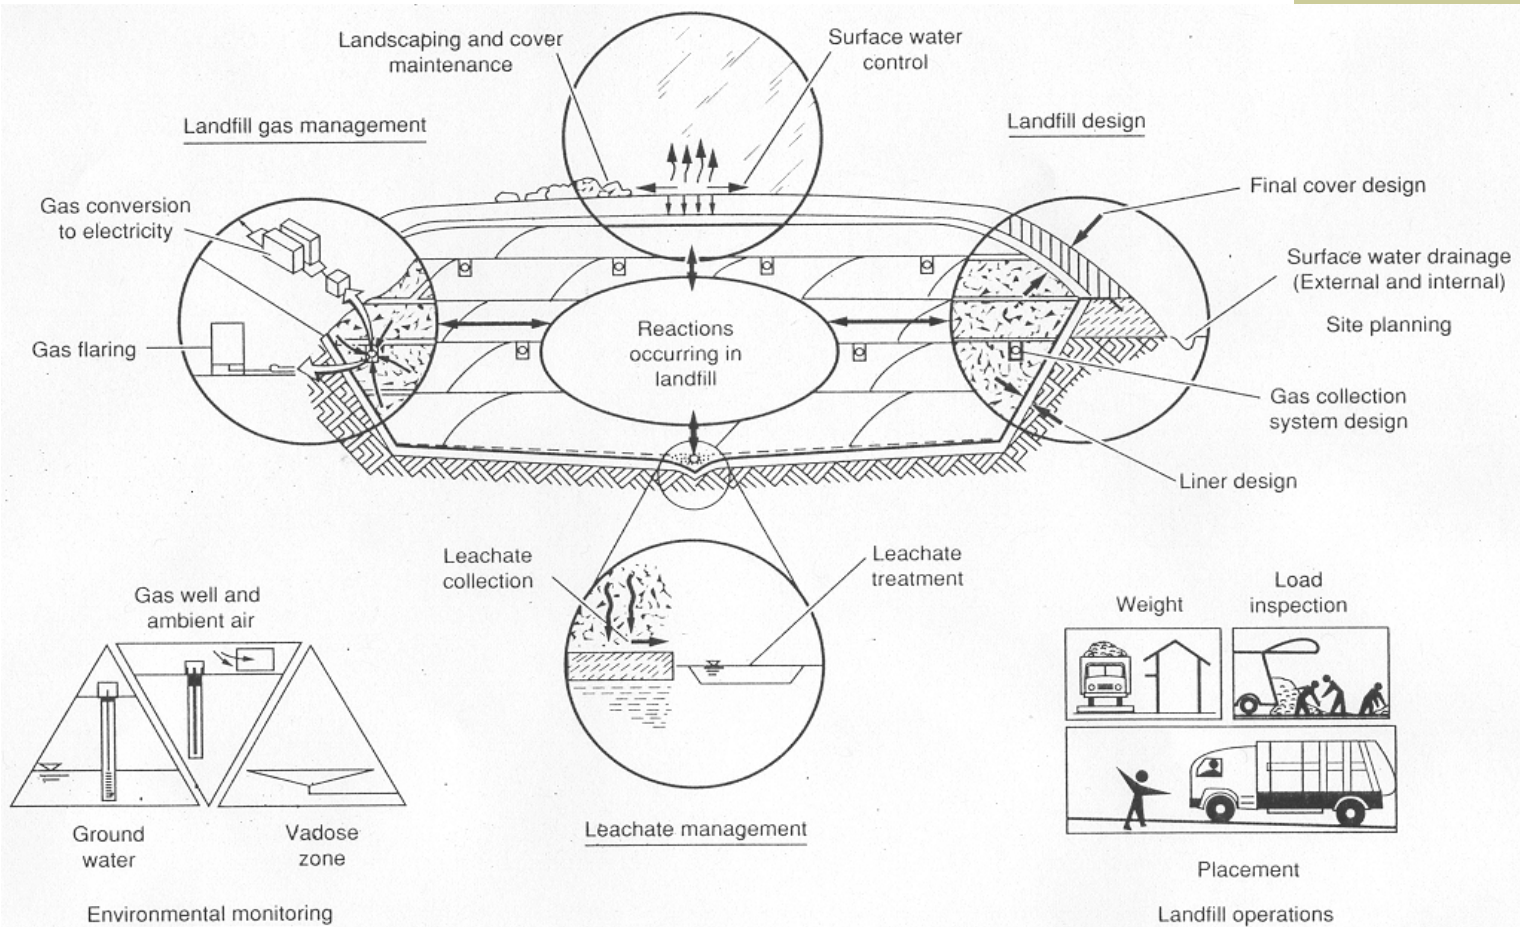 Landscaping and cover
maintenance
Surface water
control
Landfill gas management
Landfill design
Gas conversion
to electricity
Final cover design
Surface water drainage
(External and internal)
Site planning
Gas flaring
Reactions
occurring in
landfill
Gas collection
system design
Liner design
Leachate
collection
Leachate
treatment
Gas well and
ambient air
Weight
Load
inspection
Ground
water
Vadose
zone
Leachate management
Placement
Environmental monitoring
Landfill operations